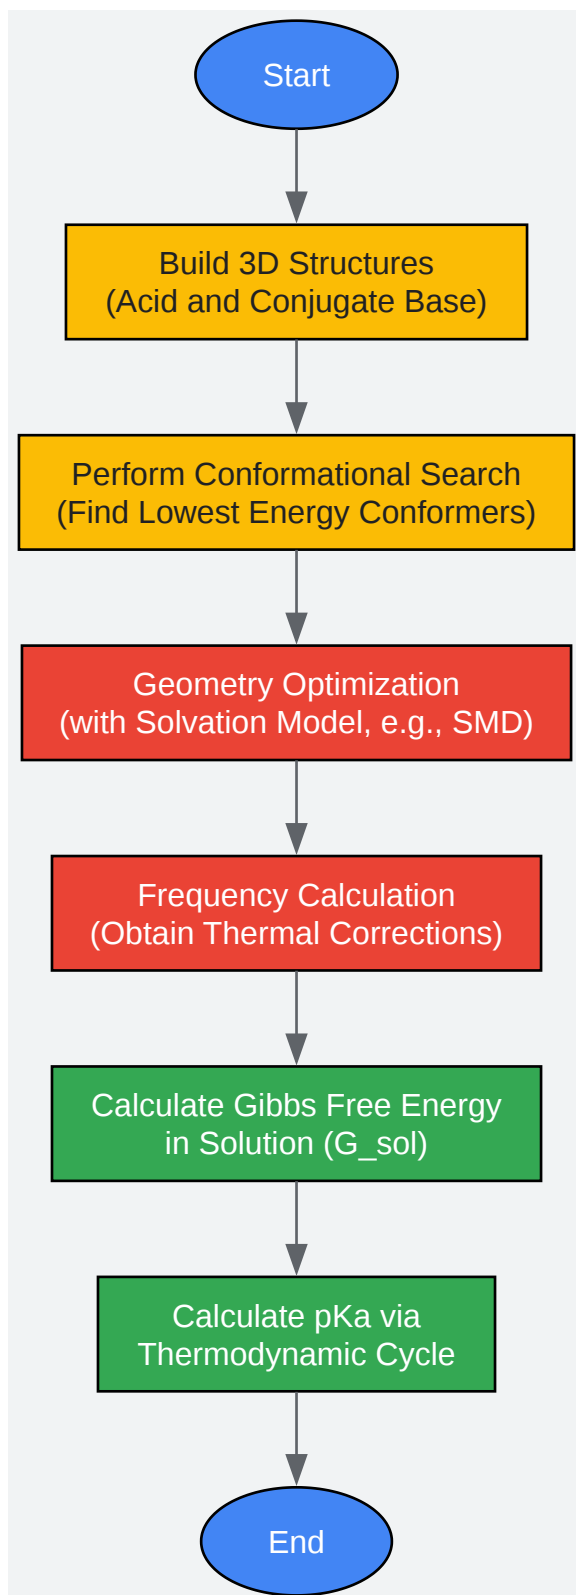 Start
Build 3D Structures
(Acid and Conjugate Base)
Perform Conformational Search
(Find Lowest Energy Conformers)
Geometry Optimization
(with Solvation Model, e.g., SMD)
Frequency Calculation
(Obtain Thermal Corrections)
Calculate Gibbs Free Energy
in Solution (G_sol)
Calculate pKa via
Thermodynamic Cycle
End